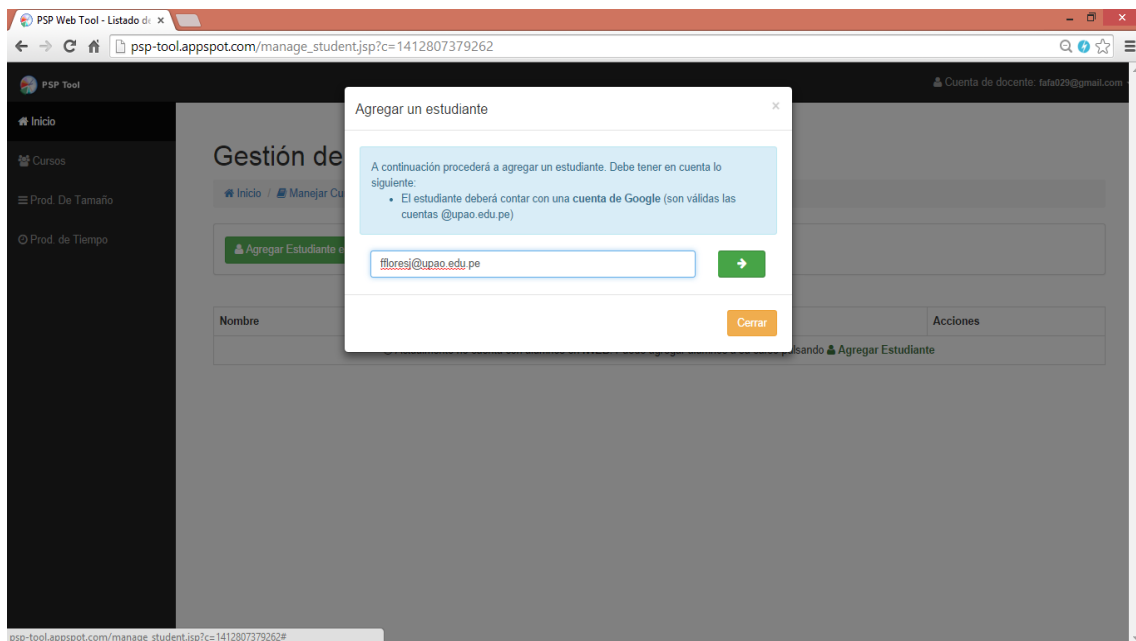 PSP Web Tool - Listado de
psp-tool.appspot.com/manage_student.jsp?c=1412807379262
PSP Tool
Cuenta de docente: fafa029@gmail.com
Inicio
Cursos
Prod. De Tamaño
Prod. de Tiempo
Gestión de
Inicio / Manejar Cu
Agregar Estudiante e
Agregar un estudiante
×
A continuación procederá a agregar un estudiante. Debe tener en cuenta lo
siguiente:
• El estudiante deberá contar con una cuenta de Google (son válidas las
cuentas @upao.edu.pe)
ffloresj@upao.edu.pe
Cerrar
Nombre
Acciones
pulsando Agregar Estudiante
psp-tool.appspot.com/manage_student.jsp?c=1412807379262#